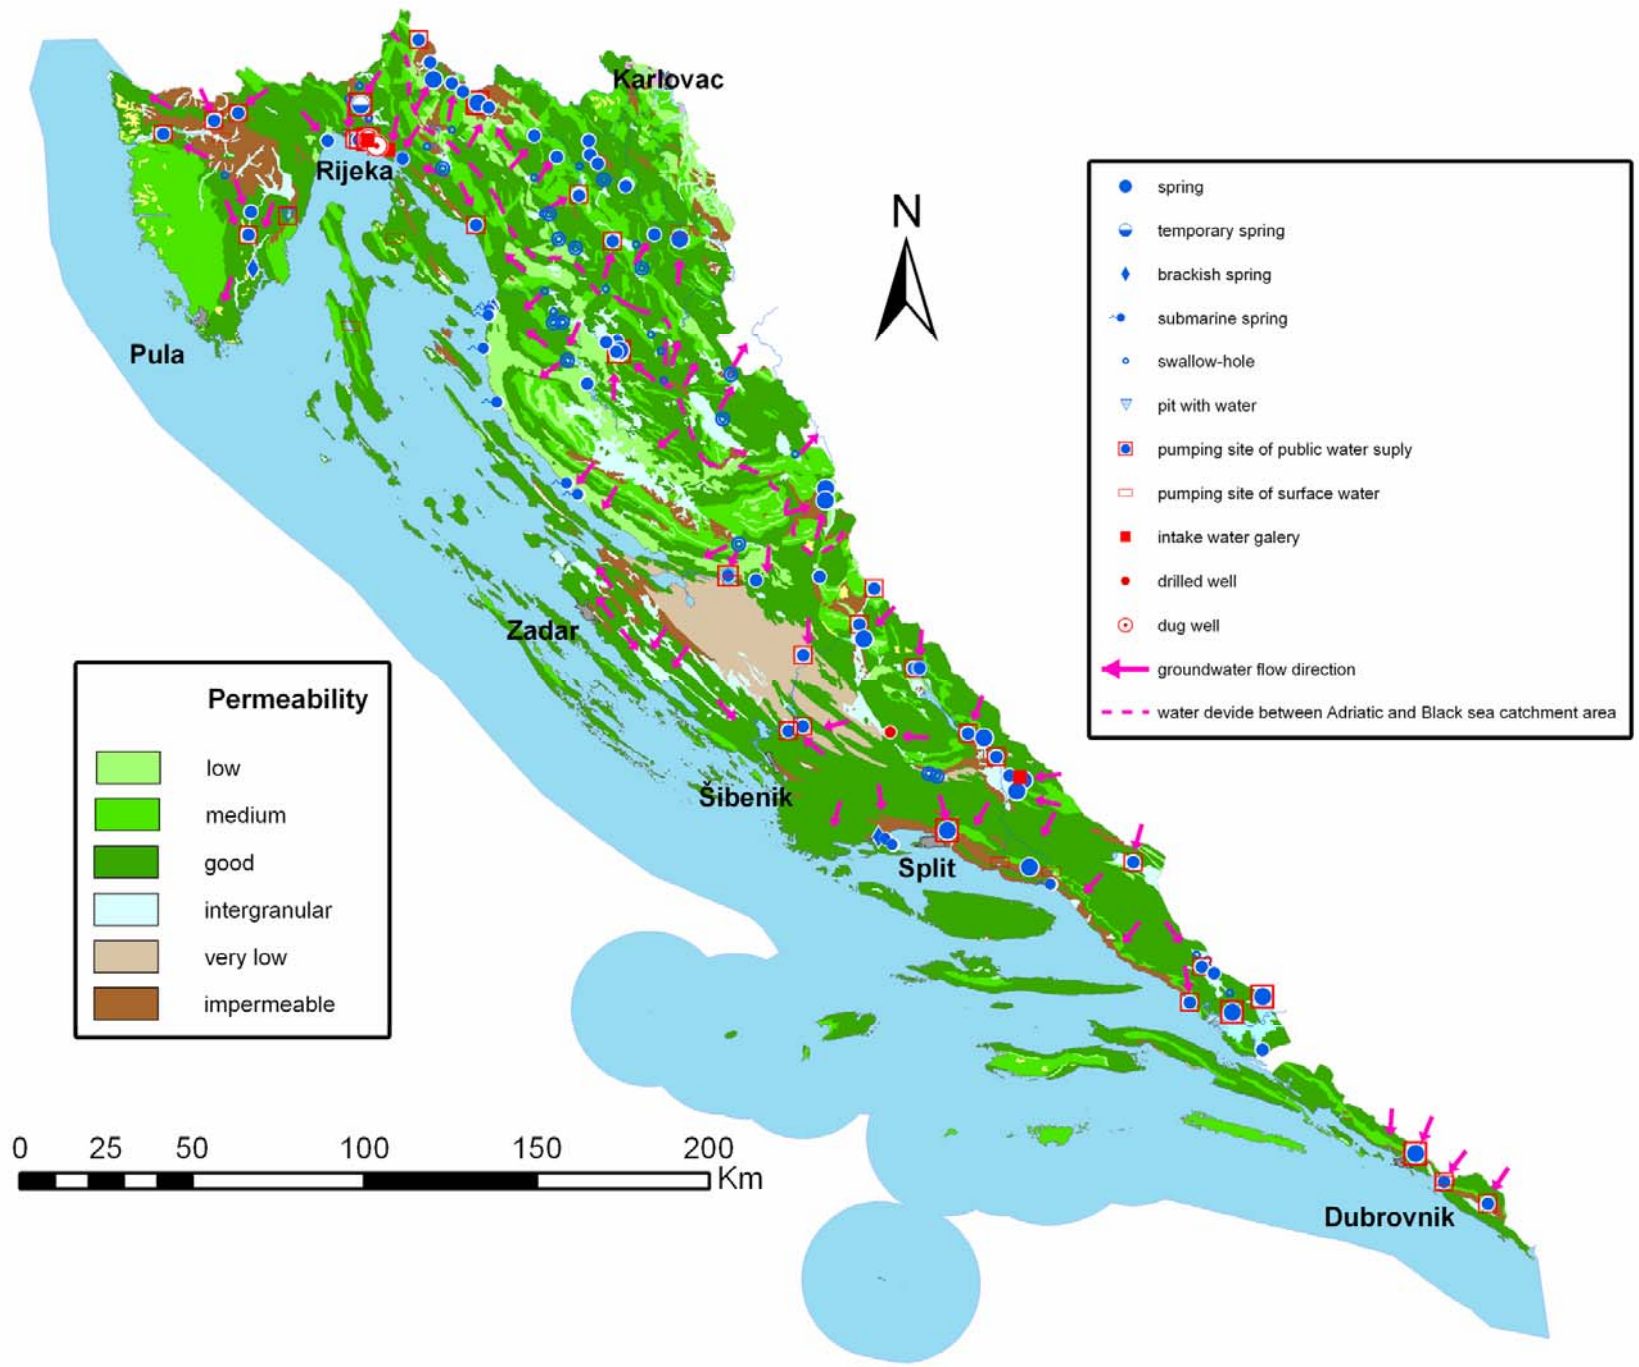 Karlovac
Rijeka
N
Pula
spring
temporary spring
brackish spring
submarine spring
swallow-hole
pit with water
pumping site of public water suply
pumping site of surface water
intake water galery
drilled well
dug well
groundwater flow direction
water devide between Adriatic and Black sea catchment area
Zadar
Permeability
low
medium
good
intergranular
very low
impermeable
Šibenik
Split
0 25 50 100 150 200
Km
Dubrovnik